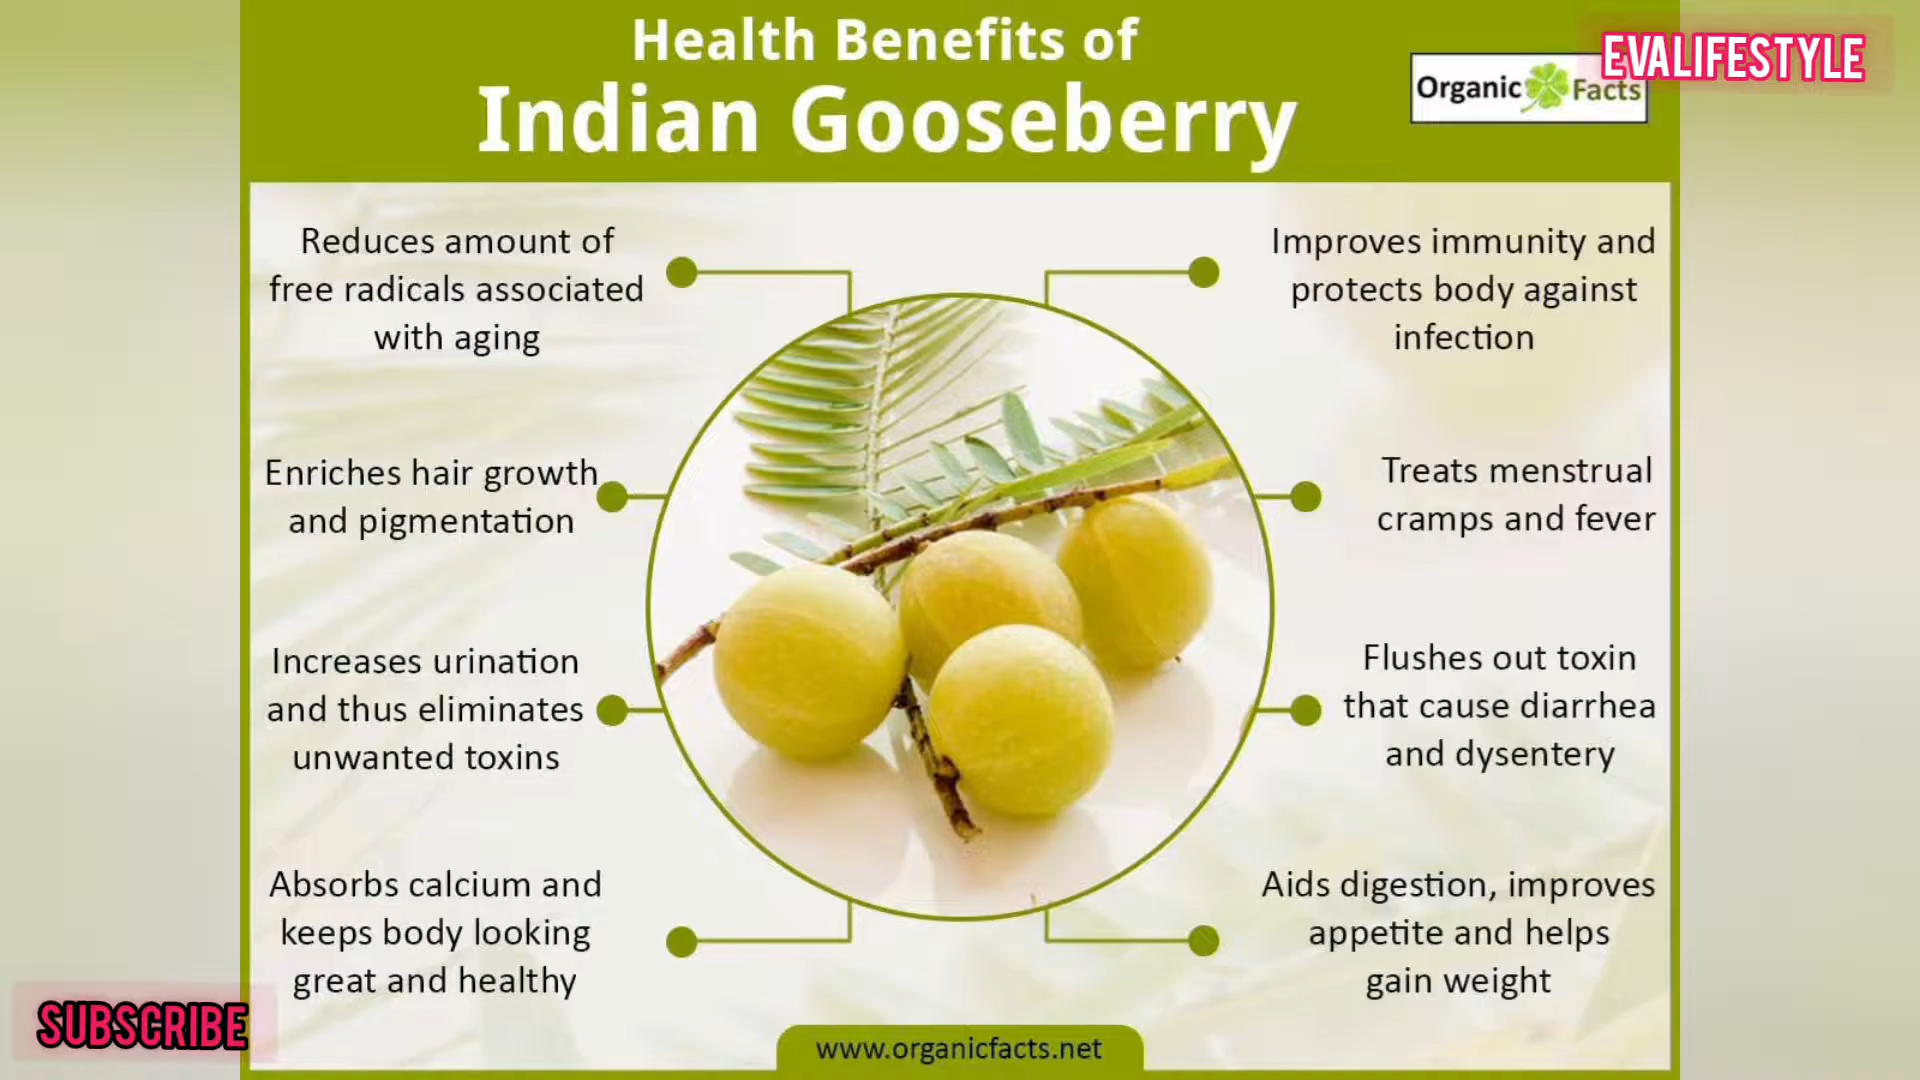 Health Benefits of
Indian Gooseberry
Organic Facts
EVALIFESTYLE
Reduces amount of
free radicals associated
with aging
Enriches hair growth
and pigmentation
Increases urination
and thus eliminates
unwanted toxins
Absorbs calcium and
keeps body looking
great and healthy
Improves immunity and
protects body against
infection
Treats menstrual
cramps and fever
Flushes out toxin
that cause diarrhea
and dysentery
Aids digestion, improves
appetite and helps
gain weight
SUBSCRIBE
www.organicfacts.net